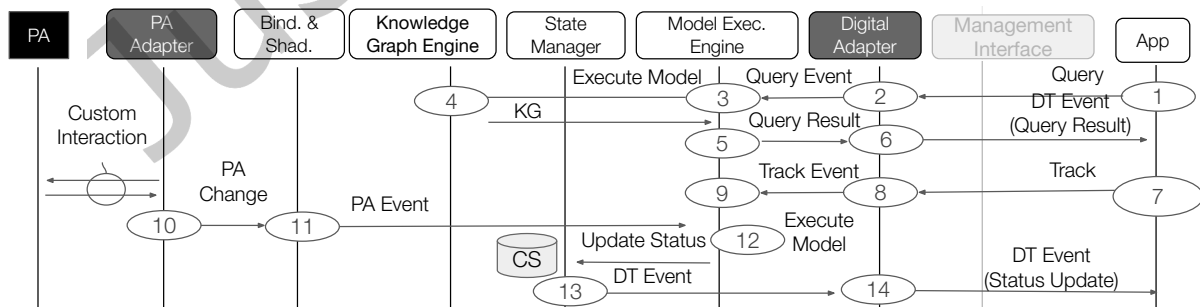 PA
PA
Adapter
Bind. &
Shad.
Knowledge
Graph Engine
State
Manager
Model Exec.
Engine
Digital
Adapter
Management
Interface
App
Execute Model
Query Event
Query
4
3
2
1
KG
DT Event
(Query Result)
Custom
Interaction
Query Result
5
6
PA
Change
Track Event
Track
9
8
7
10
11
PA Event
12
Execute
Model
Update Status
CS
DT Event
DT Event
(Status Update)
13
14